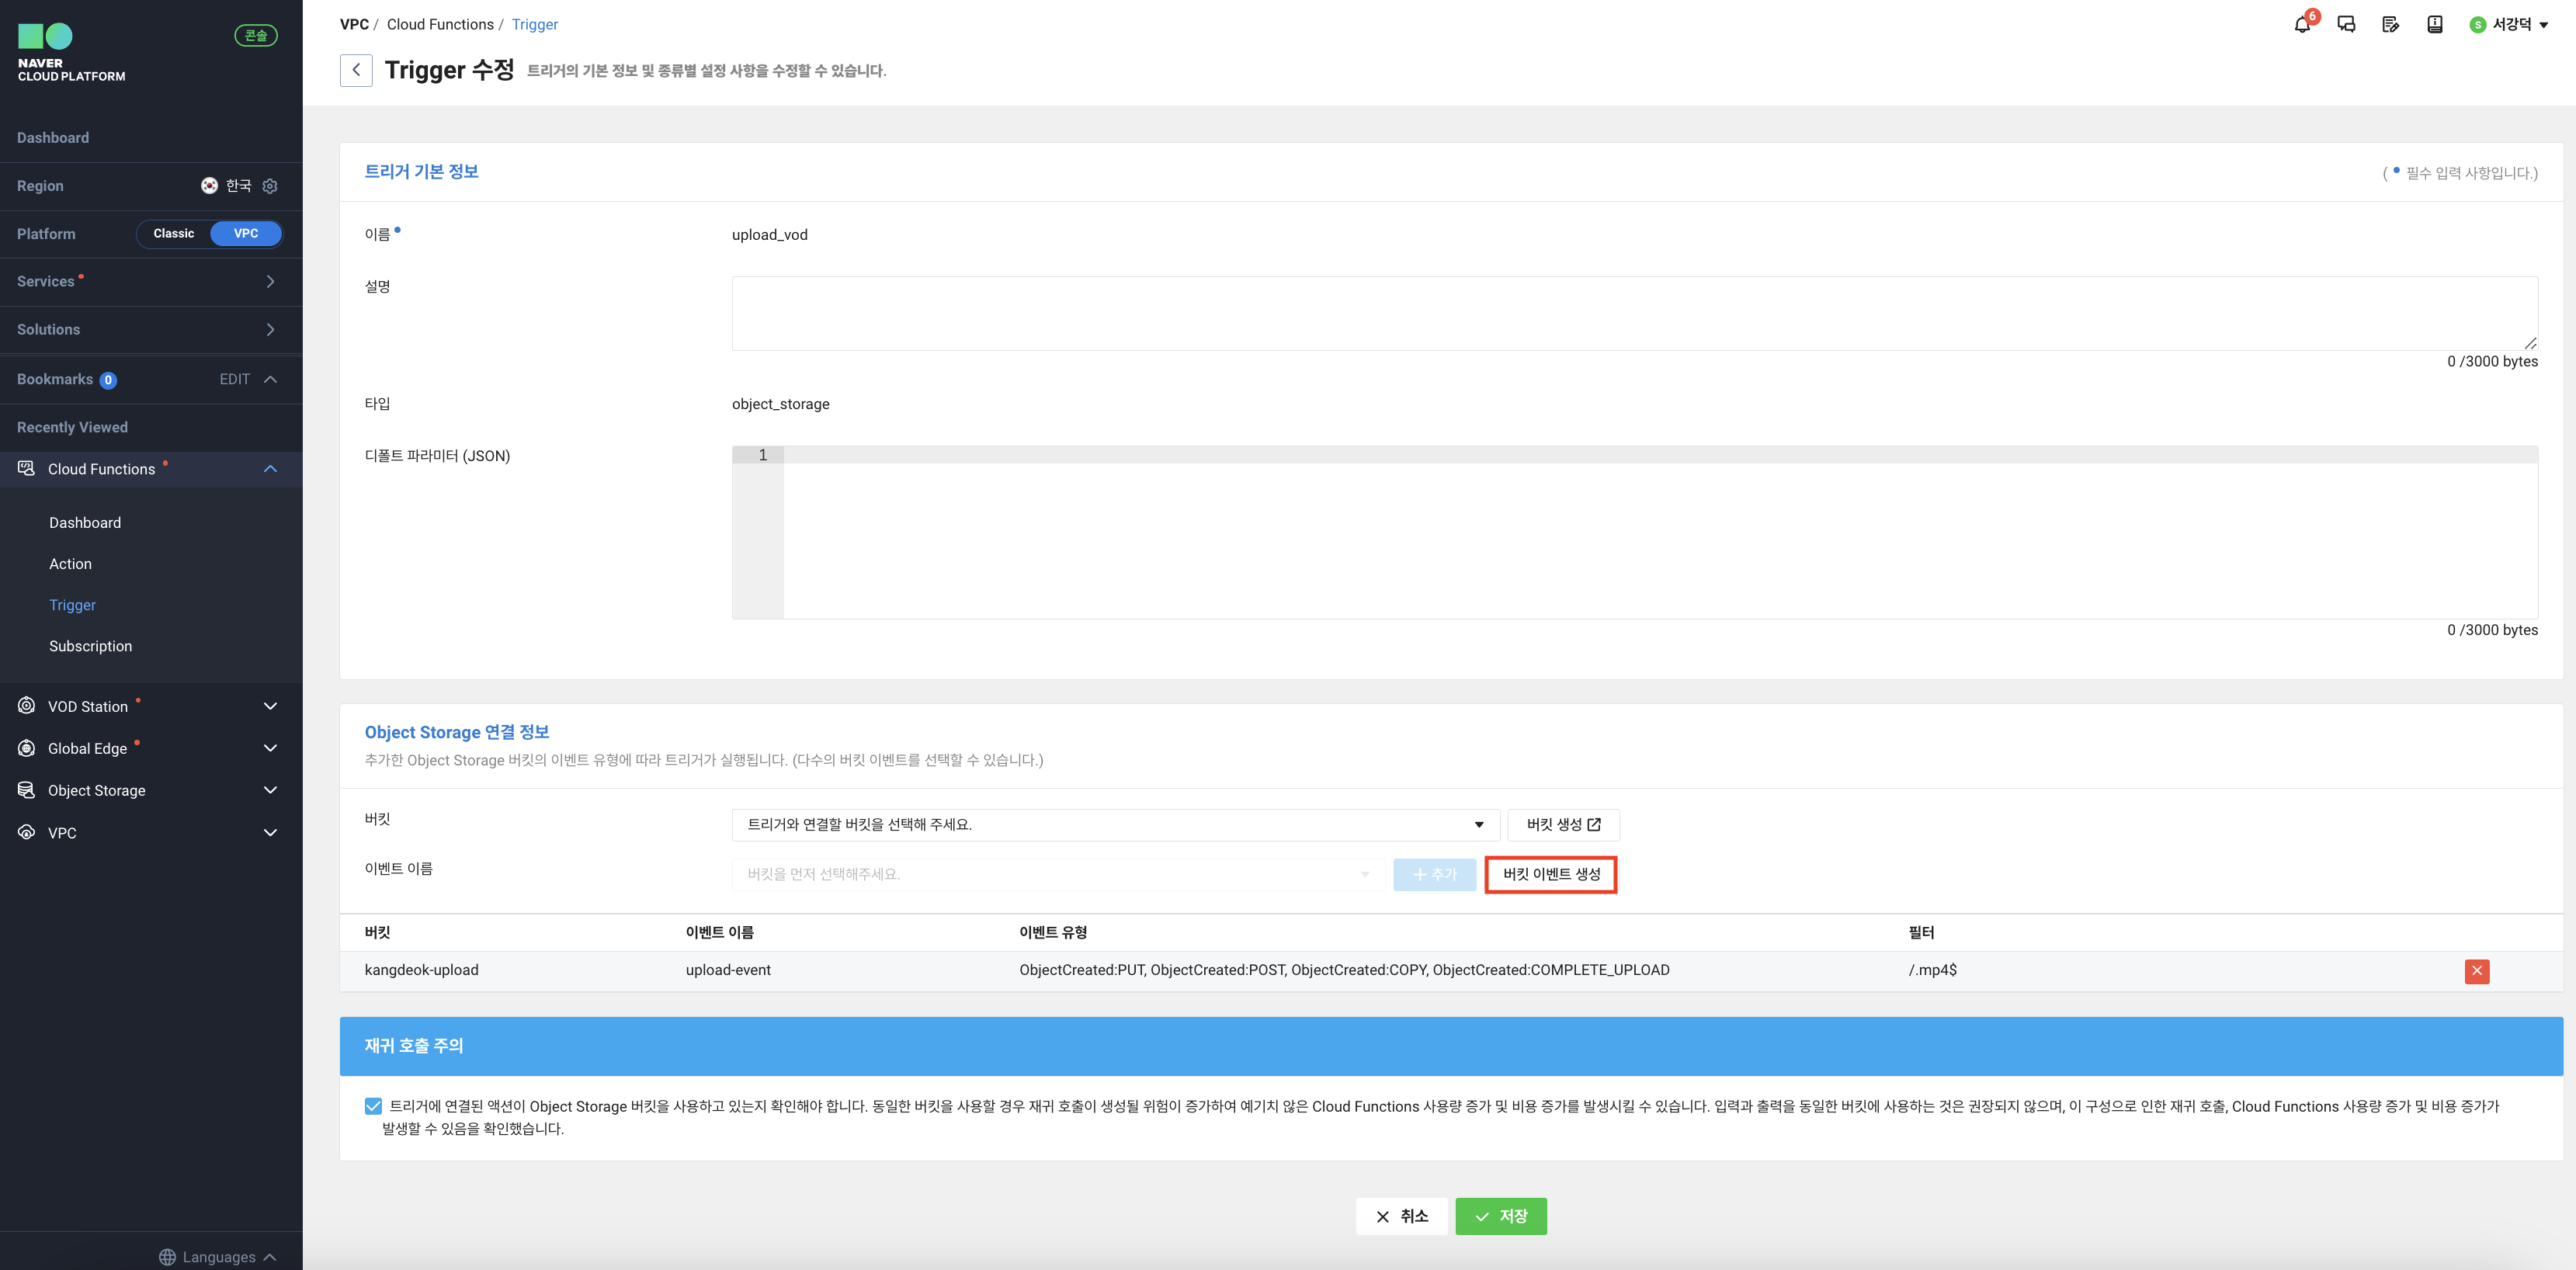 NAVER
CLOUD PLATFORM
콘솔
Dashboard
Region 한국
Platform Classic VPC
Services
Solutions
Bookmarks 0 EDIT
Recently Viewed
Cloud Functions
Dashboard
Action
Trigger
Subscription
VOD Station
Global Edge
Object Storage
VPC
Languages
VPC / Cloud Functions / Trigger
6
S 서강덕
Trigger 수정 트리거의 기본 정보 및 종류별 설정 사항을 수정할 수 있습니다.
트리거 기본 정보
( • 필수 입력 사항입니다.)
이름 • upload_vod
설명
0 /3000 bytes
타입 object_storage
디폴트 파라미터 (JSON) 1
0 /3000 bytes
Object Storage 연결 정보
추가한 Object Storage 버킷의 이벤트 유형에 따라 트리거가 실행됩니다. (다수의 버킷 이벤트를 선택할 수 있습니다.)
버킷 트리거와 연결할 버킷을 선택해 주세요. 버킷 생성
이벤트 이름 버킷을 먼저 선택해주세요. + 추가 버킷 이벤트 생성
버킷 이벤트 이름 이벤트 유형 필터
kangdeok-upload upload-event ObjectCreated:PUT, ObjectCreated:POST, ObjectCreated:COPY, ObjectCreated:COMPLETE_UPLOAD /.mp4$
재귀 호출 주의
트리거에 연결된 액션이 Object Storage 버킷을 사용하고 있는지 확인해야 합니다. 동일한 버킷을 사용할 경우 재귀 호출이 생성될 위험이 증가하여 예기치 않은 Cloud Functions 사용량 증가 및 비용 증가를 발생시킬 수 있습니다. 입력과 출력을 동일한 버킷에 사용하는 것은 권장되지 않으며, 이 구성으로 인한 재귀 호출, Cloud Functions 사용량 증가 및 비용 증가가
발생할 수 있음을 확인했습니다.
취소 저장